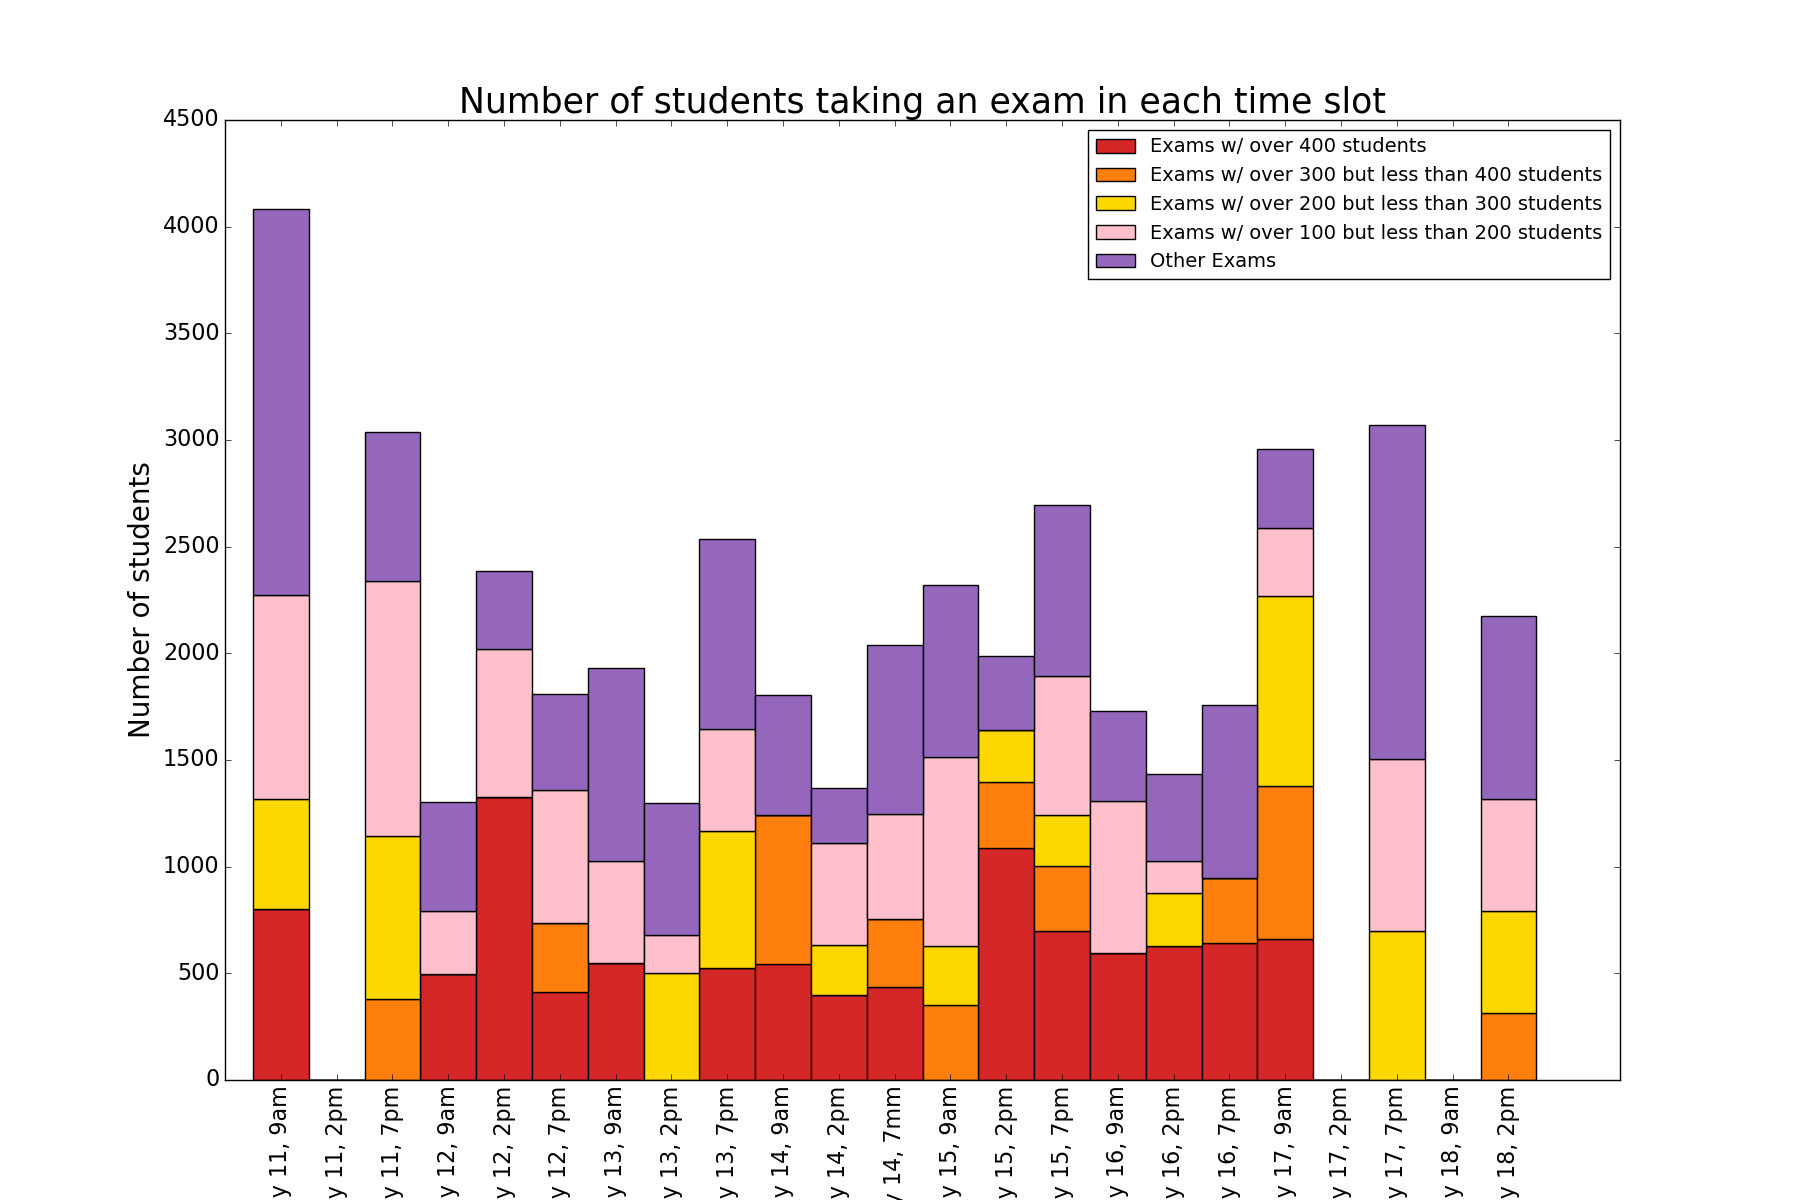 Number of students taking an exam in each time slot
Number of students
4500
4000
3500
3000
2500
2000
1500
1000
500
0
Exams w/ over 400 students
Exams w/ over 300 but less than 400 students
Exams w/ over 200 but less than 300 students
Exams w/ over 100 but less than 200 students
Other Exams
y 11, 9am
y 11, 2pm
y 11, 7pm
y 12, 9am
y 12, 2pm
y 12, 7pm
y 13, 9am
y 13, 2pm
y 13, 7pm
y 14, 9am
y 14, 2pm
y 14, 7mm
y 15, 9am
y 15, 2pm
y 15, 7pm
y 16, 9am
y 16, 2pm
y 16, 7pm
y 17, 9am
y 17, 2pm
y 17, 7pm
y 18, 9am
y 18, 2pm